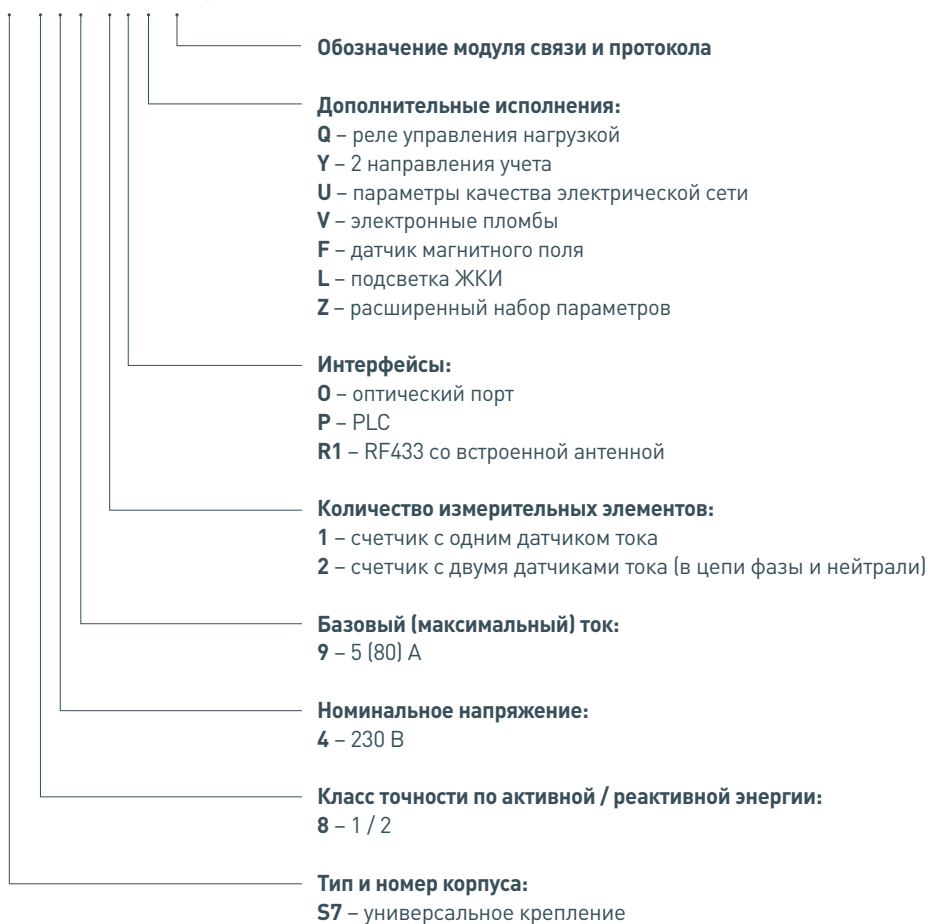 Обозначение модуля связи и протокола
Дополнительные исполнения:
Q – реле управления нагрузкой
Y – 2 направления учета
U – параметры качества электрической сети
V – электронные пломбы
F – датчик магнитного поля
L – подсветка ЖКИ
Z – расширенный набор параметров
Интерфейсы:
O – оптический порт
P – PLC
R1 – RF433 со встроенной антенной
Количество измерительных элементов:
1 – счетчик с одним датчиком тока
2 – счетчик с двумя датчиками тока (в цепи фазы и нейтрали)
Базовый (максимальный) ток:
9 – 5 (80) А
Номинальное напряжение:
4 – 230 В
Класс точности по активной / реактивной энергии:
8 – 1 / 2
Тип и номер корпуса:
S7 – универсальное крепление